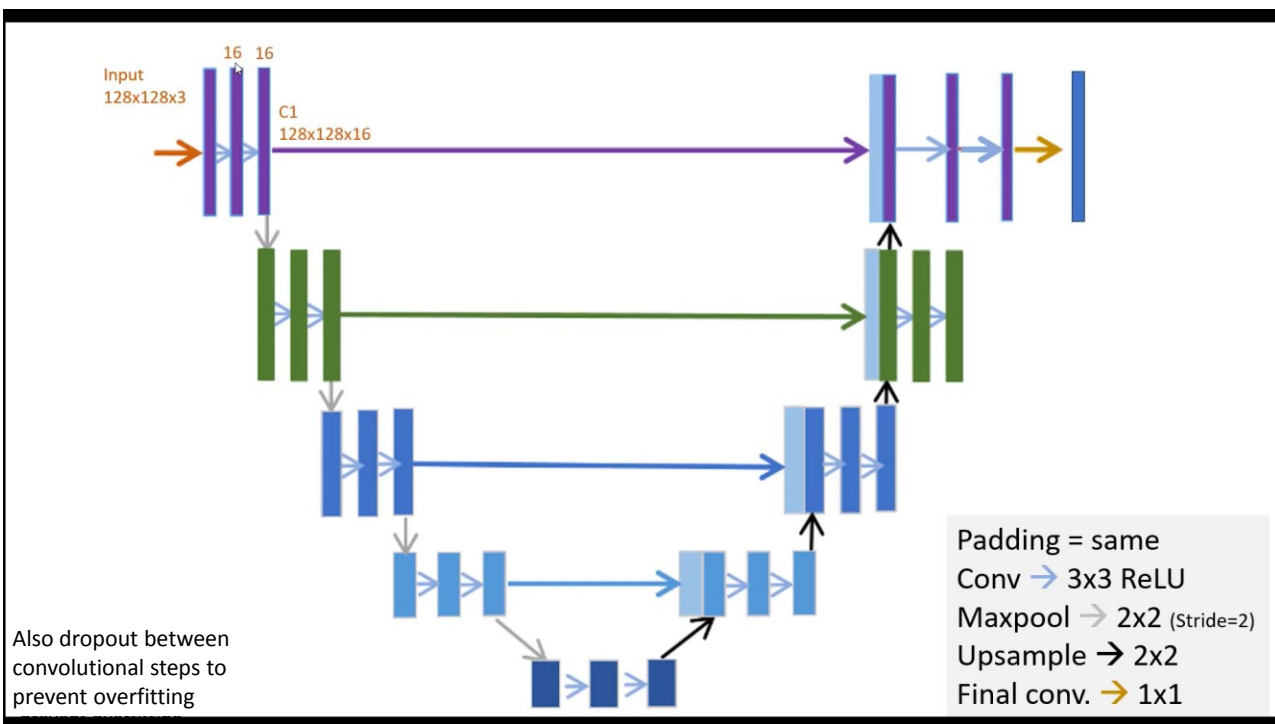 16 16
Input
128x128x3
C1
128x128x16
Padding = same
Conv → 3x3 ReLU
Maxpool → 2x2 (Stride=2)
Upsample → 2x2
Final conv. → 1x1
Also dropout between
convolutional steps to
prevent overfitting